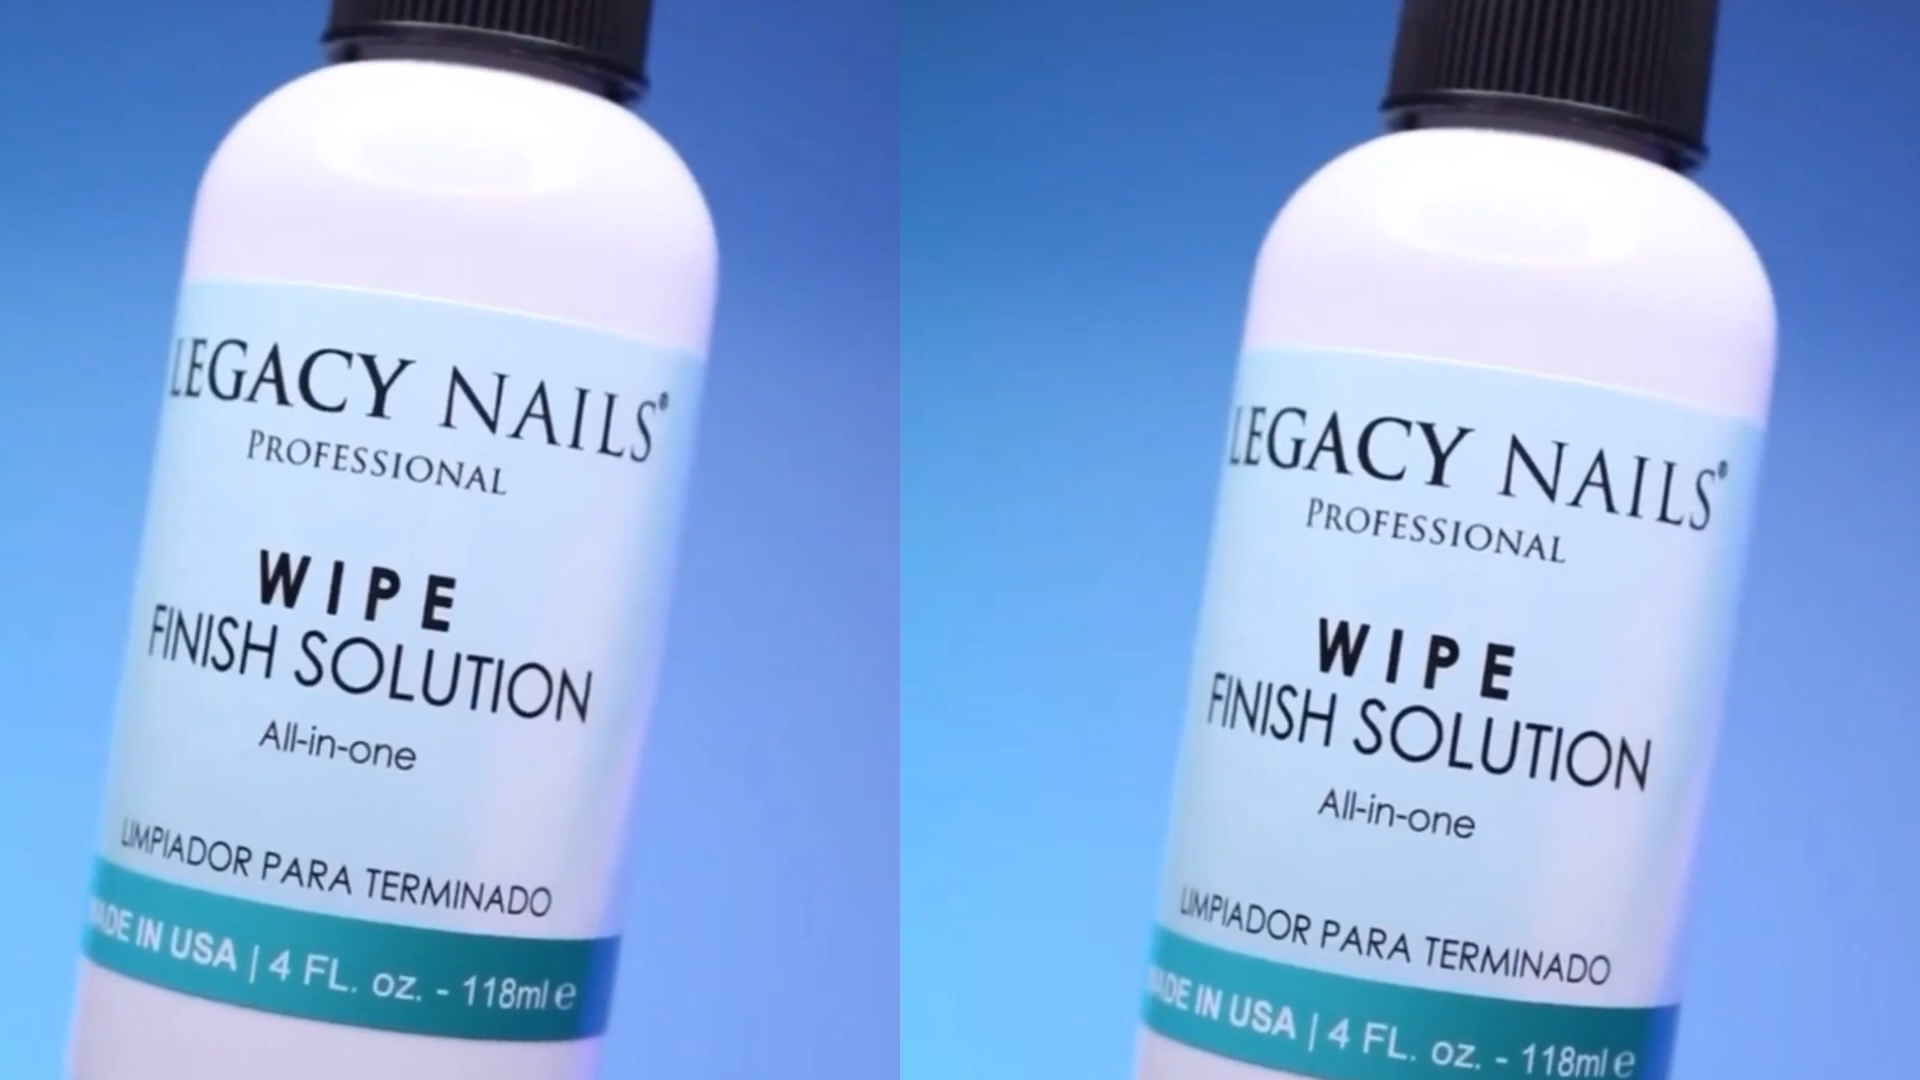 LEGACY NAILS®
PROFESSIONAL
WIPE
FINISH SOLUTION
All-in-one
LIMPIADOR PARA TERMINADO
MADE IN USA | 4 FL. oz. - 118ml e
LEGACY NAILS®
PROFESSIONAL
WIPE
FINISH SOLUTION
All-in-one
LIMPIADOR PARA TERMINADO
MADE IN USA | 4 FL. oz. - 118ml e